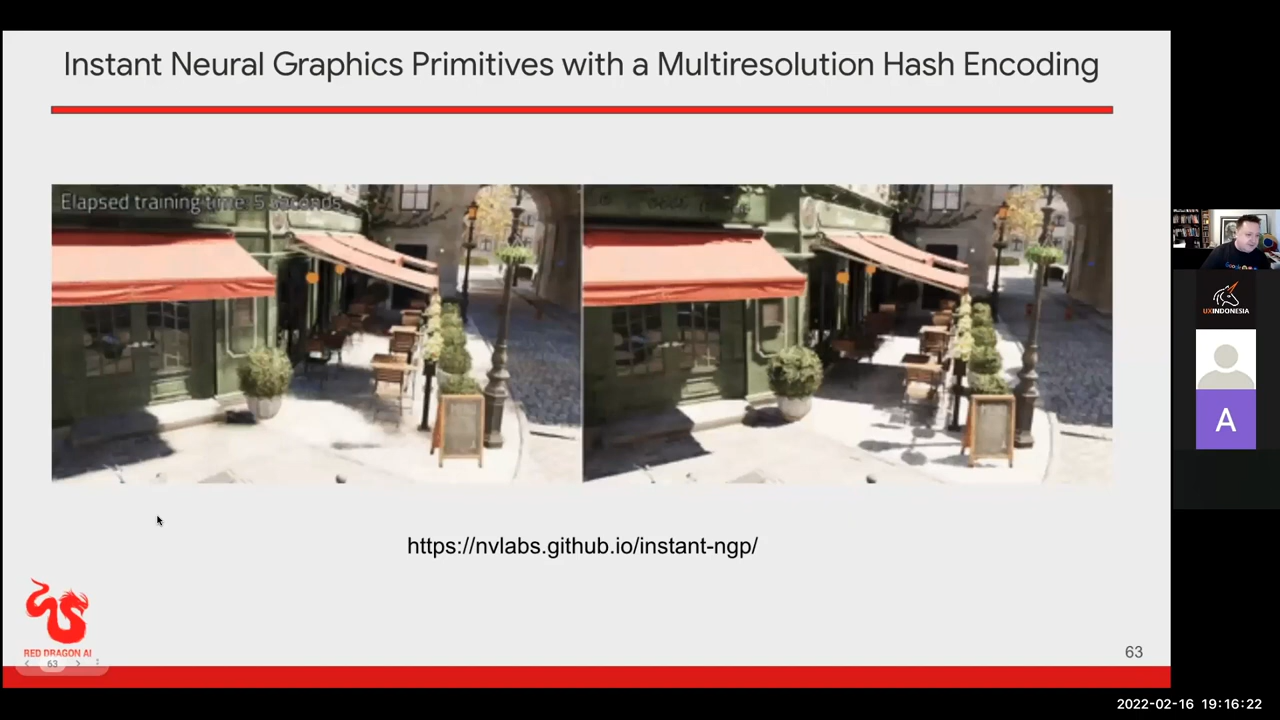 Instant Neural Graphics Primitives with a Multiresolution Hash Encoding
Elapsed training time: 5 seconds
https://nvlabs.github.io/instant-ngp/
RED DRAGON AI
63
63
UXINDONESIA
A
2022-02-16 19:16:22